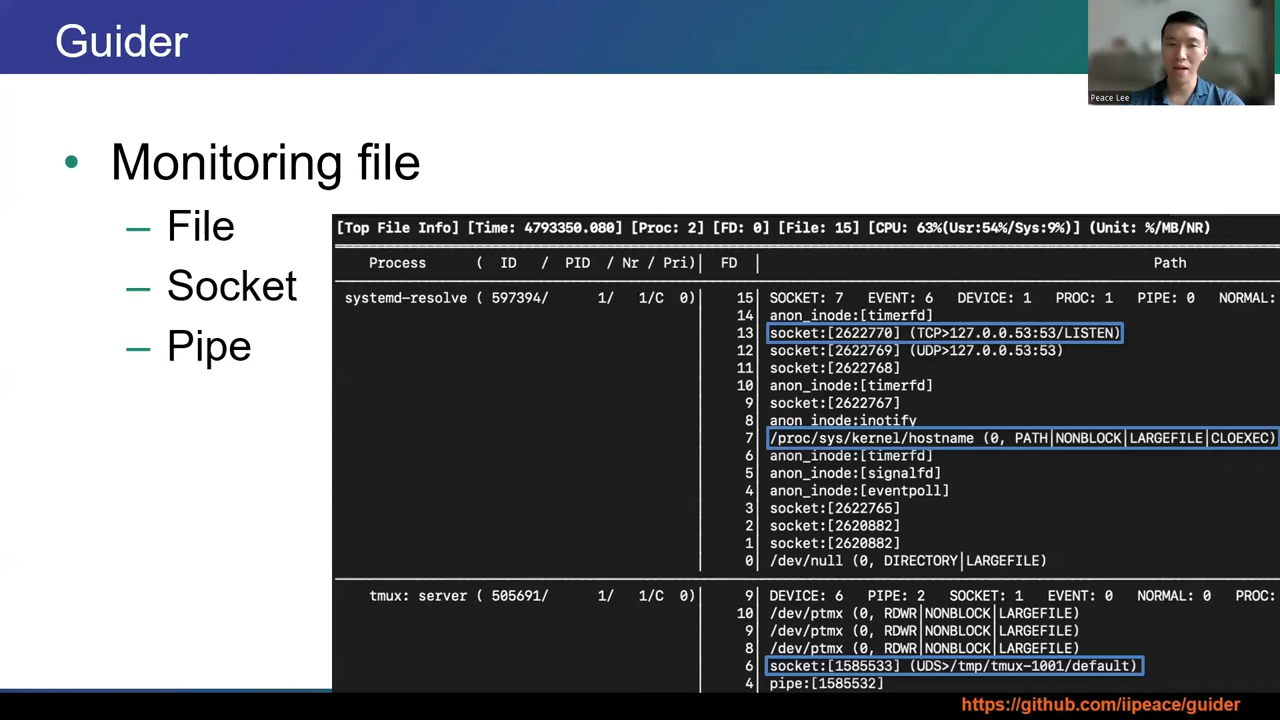 Guider
Peace Lee
• Monitoring file
– File
– Socket
– Pipe
[Top File Info] [Time: 4793350.080] [Proc: 2] [FD: 0] [File: 15] [CPU: 63%(Usr:54%/Sys:9%)] (Unit: %/MB/NR)
Process ( ID / PID / Nr / Pri)| FD | Path
systemd-resolve ( 597394/ 1/ 1/C 0)| 15| SOCKET: 7 EVENT: 6 DEVICE: 1 PROC: 1 PIPE: 0 NORMAL:
14| anon_inode:[timerfd]
13| socket:[2622770] (TCP>127.0.0.53:53/LISTEN)
12| socket:[2622769] (UDP>127.0.0.53:53)
11| socket:[2622768]
10| anon_inode:[timerfd]
9| socket:[2622767]
8| anon_inode:inotify
7| /proc/sys/kernel/hostname (0, PATH|NONBLOCK|LARGEFILE|CLOEXEC)
6| anon_inode:[timerfd]
5| anon_inode:[signalfd]
4| anon_inode:[eventpoll]
3| socket:[2622765]
2| socket:[2620882]
1| socket:[2620882]
0| /dev/null (0, DIRECTORY|LARGEFILE)
tmux: server ( 505691/ 1/ 1/C 0)| 9| DEVICE: 6 PIPE: 2 SOCKET: 1 EVENT: 0 NORMAL: 0 PROC:
10| /dev/ptmx (0, RDWR|NONBLOCK|LARGEFILE)
9| /dev/ptmx (0, RDWR|NONBLOCK|LARGEFILE)
8| /dev/ptmx (0, RDWR|NONBLOCK|LARGEFILE)
6| socket:[1585533] (UDS>/tmp/tmux-1001/default)
4| pipe:[1585532]
https://github.com/iipeace/guider